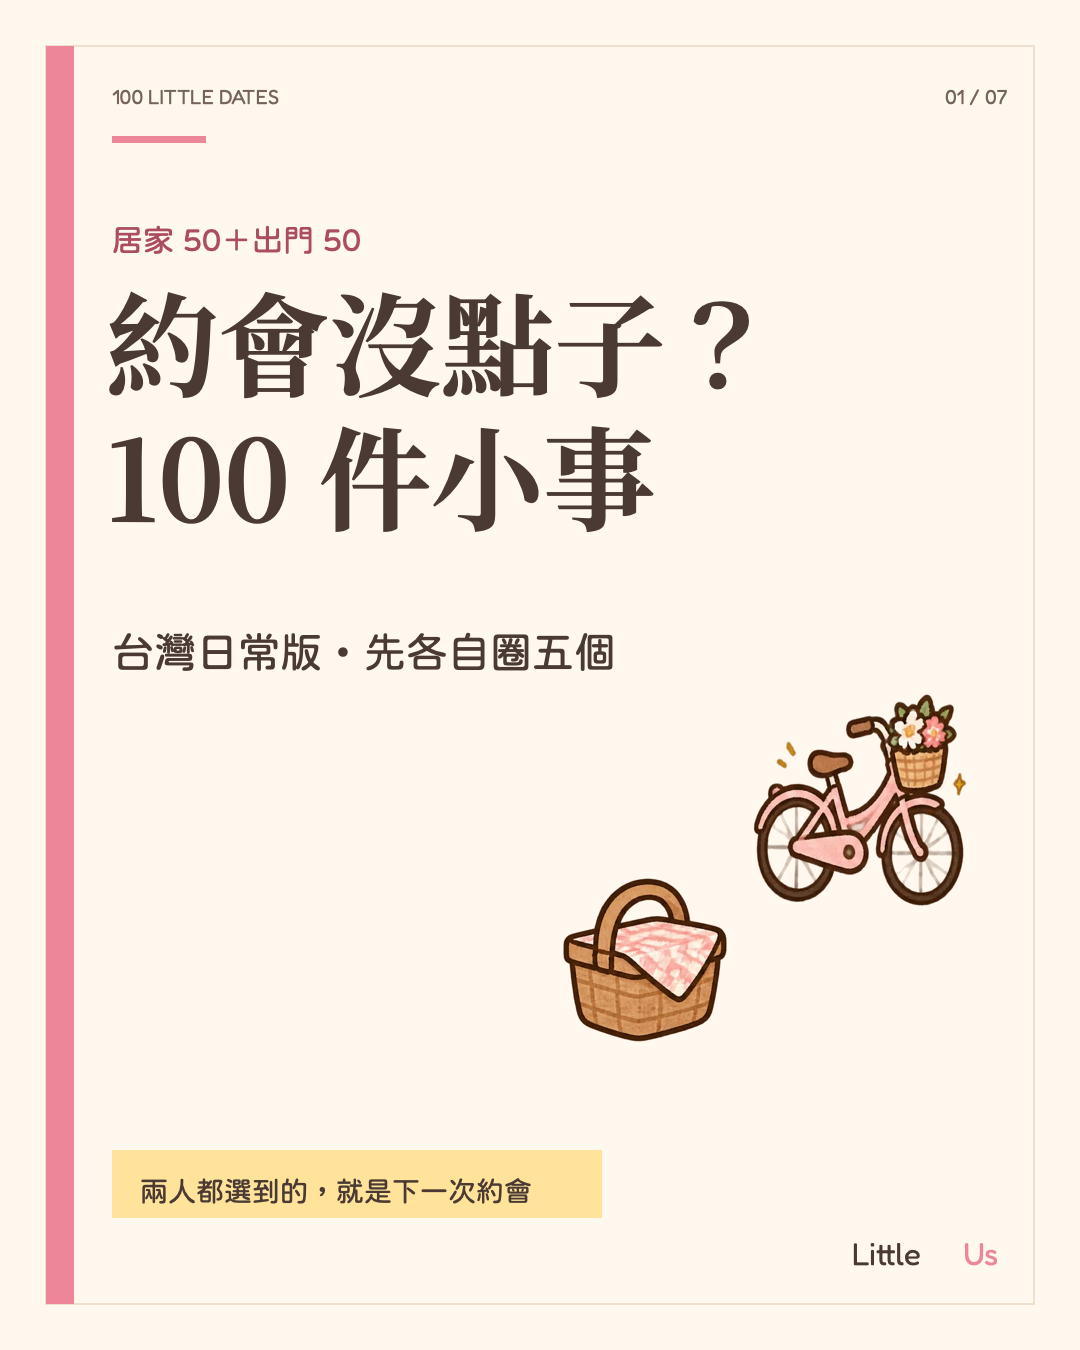 100 LITTLE DATES
01 / 07
居家 50＋出門 50
約會沒點子？
100 件小事
台灣日常版・先各自圈五個
兩人都選到的，就是下一次約會
Little Us